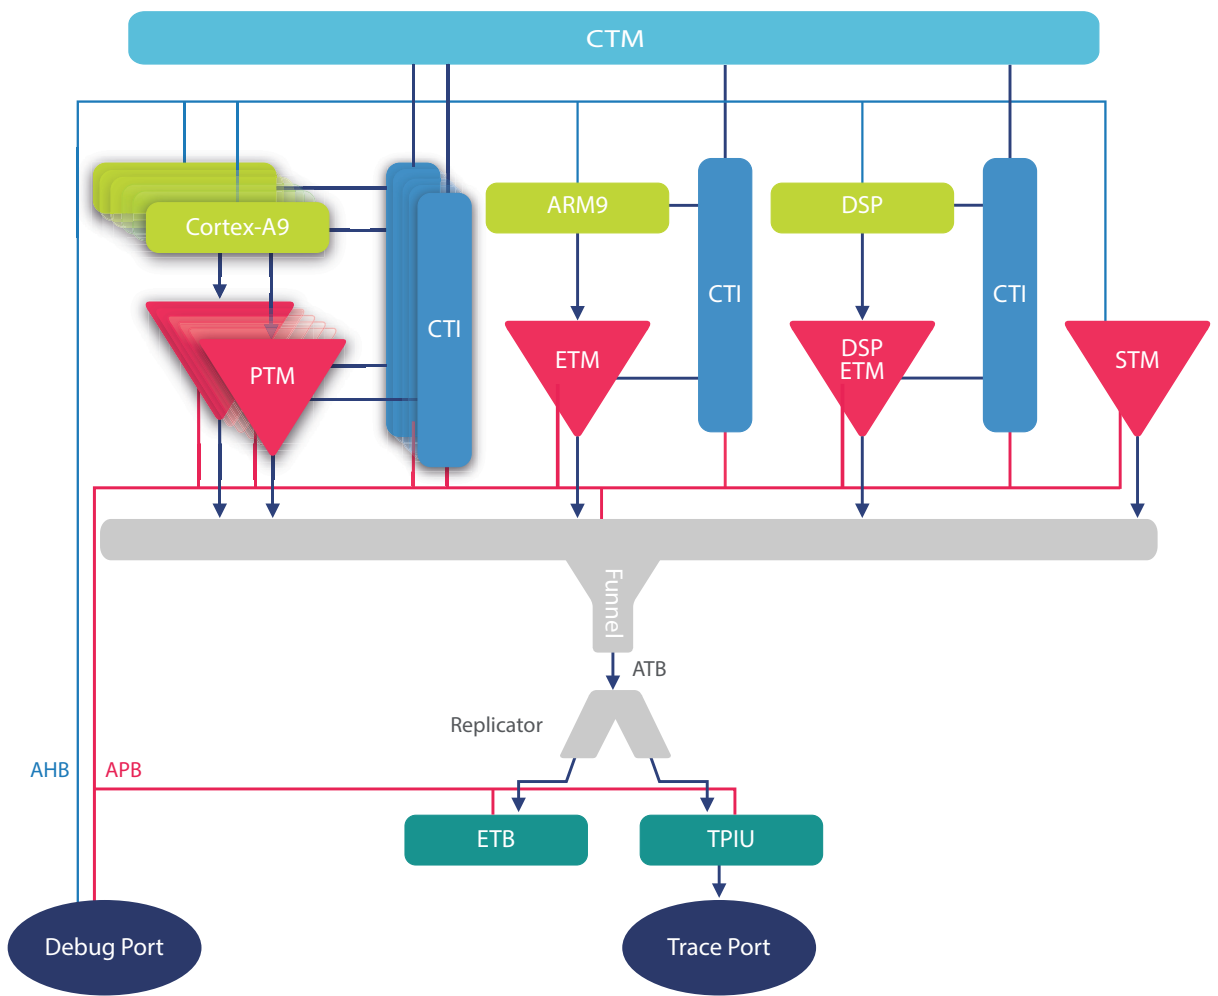 CTM
Cortex-A9
ARM9
DSP
CTI
CTI
CTI
PTM
ETM
DSP
ETM
STM
Funnel
ATB
Replicator
AHB
APB
ETB
TPIU
Debug Port
Trace Port